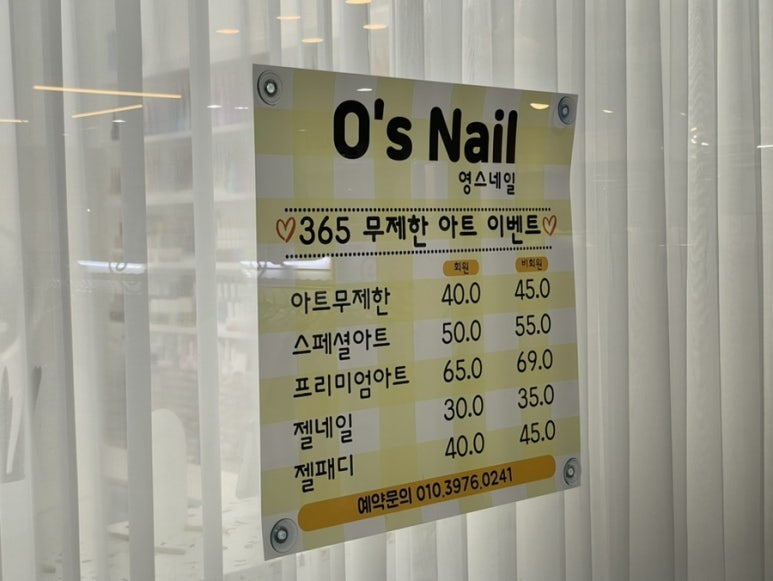 O's Nail
영스네일
♡365 무제한 아트 이벤트♡
회원 비회원
아트무제한 40.0 45.0
스페셜아트 50.0 55.0
프리미엄아트 65.0 69.0
젤네일 30.0 35.0
젤패디 40.0 45.0
예약문의 010.3976.0241